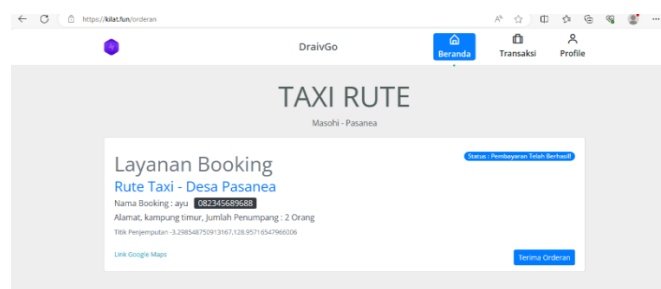 https://kilat.fun/orderan
DraivGo
Beranda
Transaksi
Profile
TAXI RUTE
Masohi - Pasanea
Layanan Booking
Status : Pembayaran Telah Berhasil!
Rute Taxi - Desa Pasanea
Nama Booking : ayu 082345689688
Alamat, kampung timur, Jumlah Penumpang : 2 Orang
Titik Penjemputan -3.298548750913167,128.95716547966006
Link Google Maps
Terima Orderan